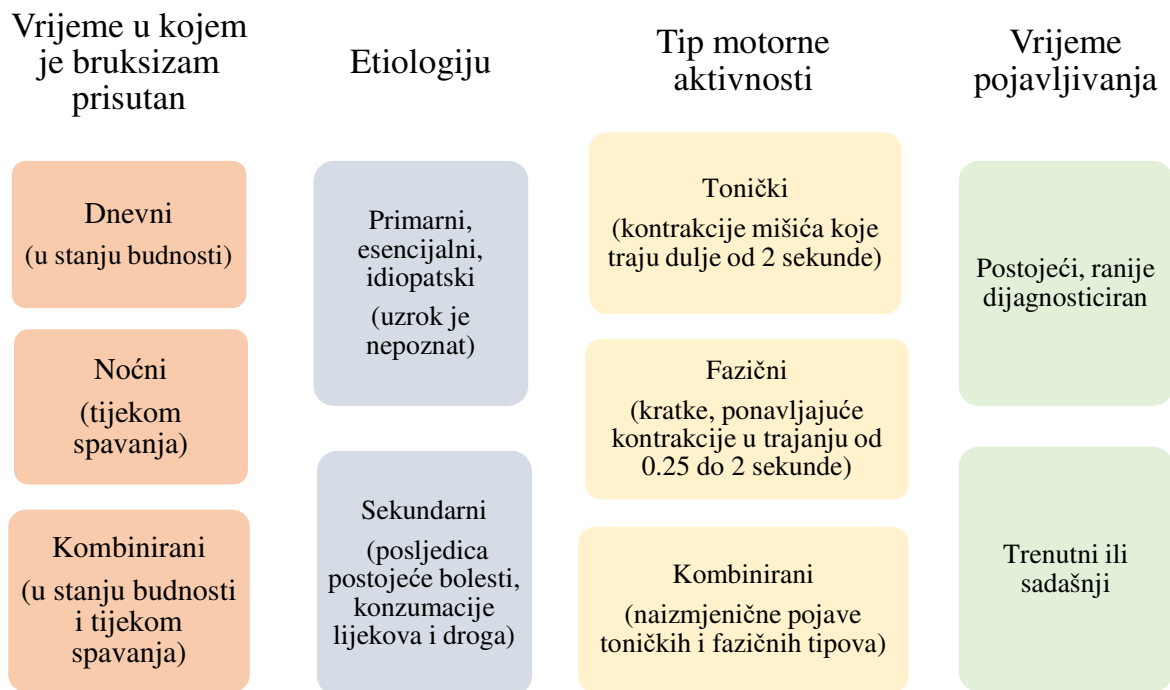 Vrijeme u kojem
je bruksizam
prisutan
Dnevni
(u stanju budnosti)
Noćni
(tijekom
spavanja)
Kombinirani
(u stanju budnosti
i tijekom
spavanja)
Etiologiju
Primarni,
esencijalni,
idiopatski
(uzrok je
nepoznat)
Sekundarni
(posljedica
postojeće bolesti,
konzumacije
lijekova i droga)
Tip motorne
aktivnosti
Tonički
(kontrakcije mišića koje
traju dulje od 2 sekunde)
Fazični
(kratke, ponavljajuće
kontrakcije u trajanju od
0.25 do 2 sekunde)
Kombinirani
(naizmjenične pojave
toničkih i fazičnih tipova)
Vrijeme
pojavljivanja
Postojeći, ranije
dijagnosticiran
Trenutni ili
sadašnji